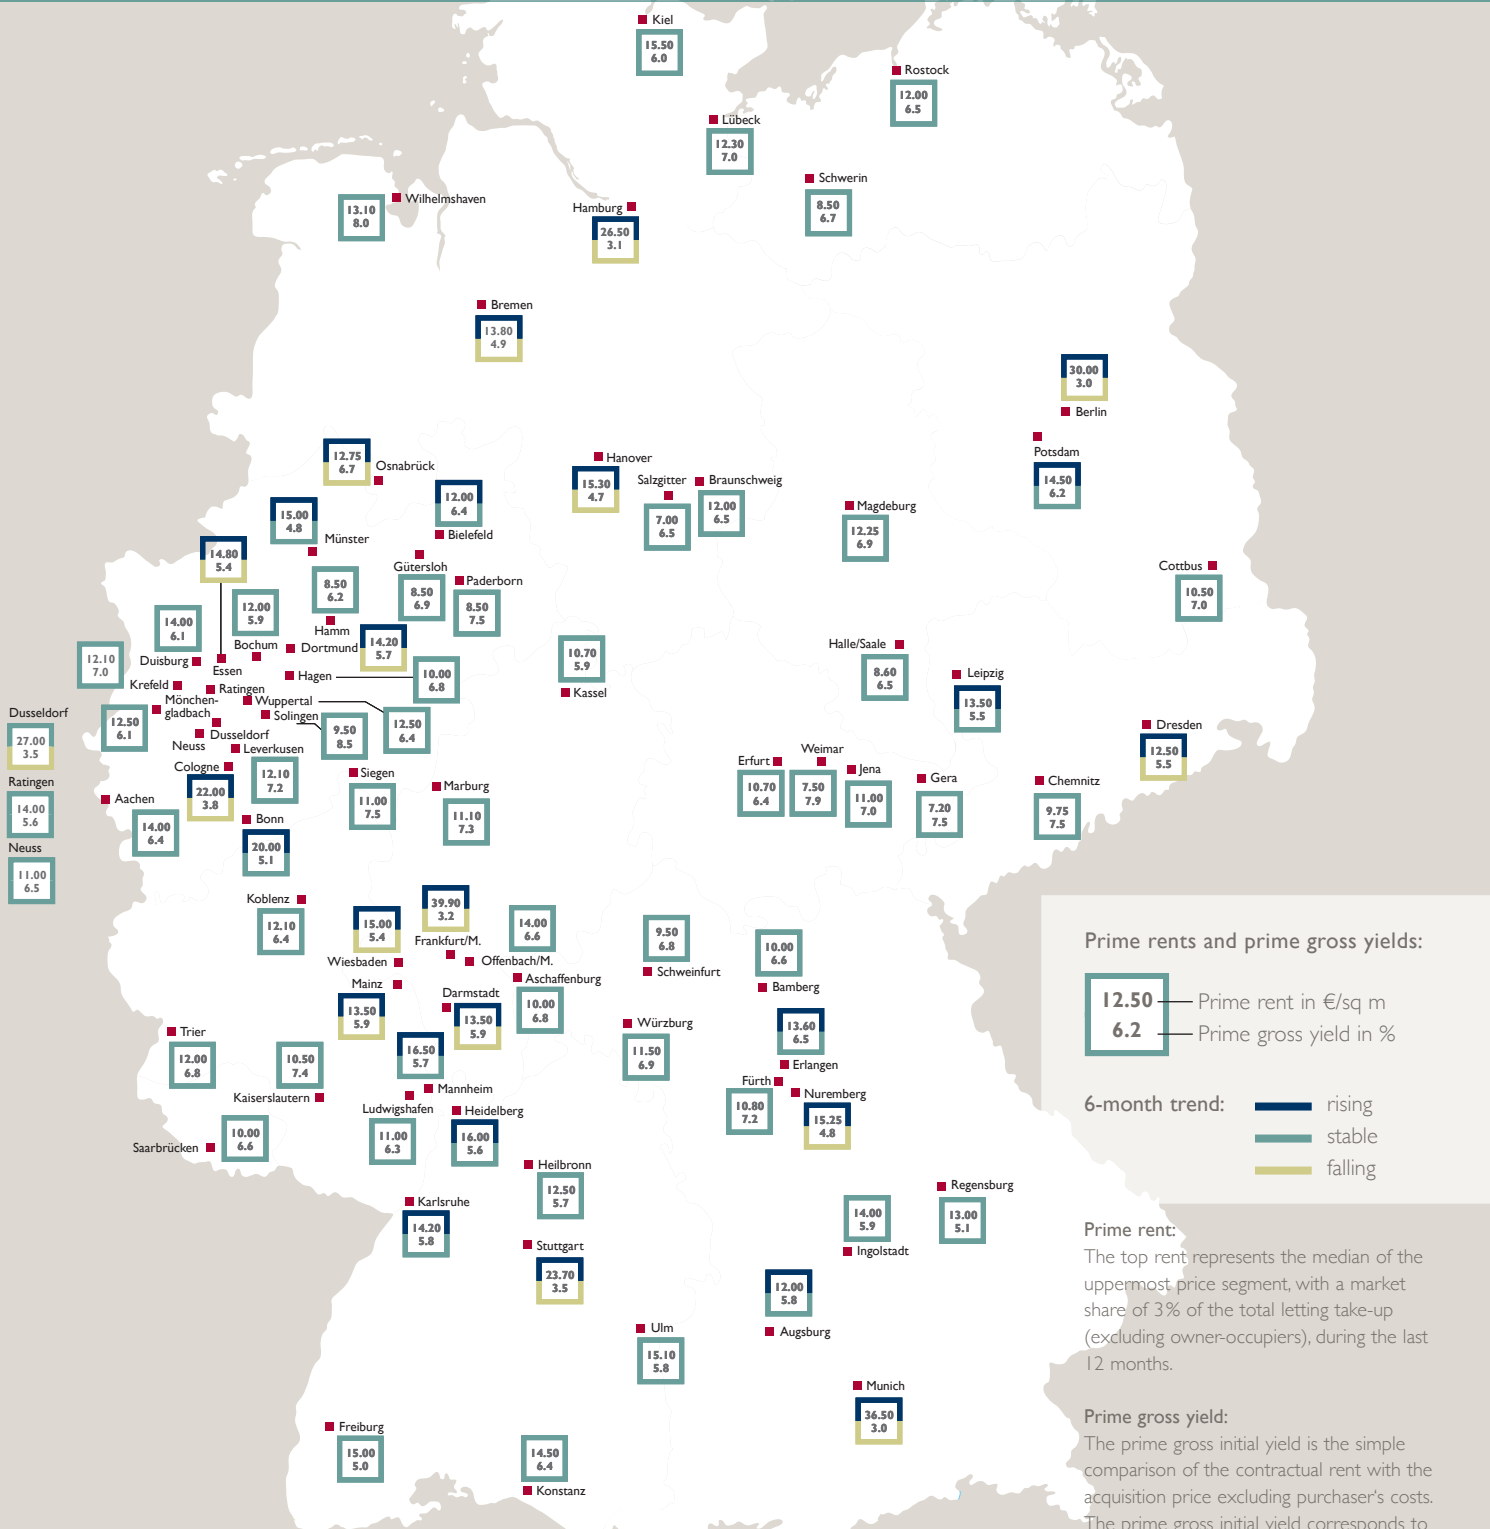 Kiel
15.50
6.0
Rostock
12.00
6.5
Lübeck
12.30
7.0
Schwerin
8.50
6.7
Wilhelmshaven
13.10
8.0
Hamburg
26.50
3.1
Bremen
13.80
4.9
30.00
3.0
Berlin
Potsdam
14.50
6.2
12.75
6.7
Osnabrück
12.00
6.4
Bielefeld
Hanover
15.30
4.7
Salzgitter
7.00
6.5
Braunschweig
12.00
6.5
Magdeburg
12.25
6.9
15.00
4.8
Münster
14.80
5.4
Gütersloh
8.50
6.9
Paderborn
8.50
7.5
Cottbus
10.50
7.0
8.50
6.2
Hamm
12.00
5.9
Bochum
14.00
6.1
Duisburg
Essen
Dortmund
14.20
5.7
12.10
7.0
Krefeld
Hagen
10.00
6.8
10.70
5.9
Kassel
Halle/Saale
8.60
6.5
Leipzig
13.50
5.5
Ratingen
Mönchen-
gladbach
12.50
6.1
Wuppertal
12.50
6.4
Solingen
9.50
8.5
Dusseldorf
Neuss
Leverkusen
12.10
7.2
Dusseldorf
27.00
3.5
Ratingen
14.00
5.6
Neuss
11.00
6.5
Cologne
22.00
3.8
Aachen
14.00
6.4
Bonn
20.00
5.1
Siegen
11.00
7.5
Marburg
11.10
7.3
Erfurt
10.70
6.4
Weimar
7.50
7.9
Jena
11.00
7.0
Gera
7.20
7.5
Dresden
12.50
5.5
Chemnitz
9.75
7.5
Koblenz
12.10
6.4
15.00
5.4
Wiesbaden
39.90
3.2
Frankfurt/M.
14.00
6.6
Offenbach/M.
Mainz
13.50
5.9
Darmstadt
13.50
5.9
Aschaffenburg
10.00
6.8
9.50
6.8
Schweinfurt
10.00
6.6
Bamberg
Würzburg
11.50
6.9
13.60
6.5
Erlangen
Fürth
10.80
7.2
Nuremberg
15.25
4.8
Trier
12.00
6.8
10.50
7.4
Kaiserslautern
10.00
6.6
Saarbrücken
16.50
5.7
Mannheim
Ludwigshafen
11.00
6.3
Heidelberg
16.00
5.6
Heilbronn
12.50
5.7
Karlsruhe
14.20
5.8
Stuttgart
23.70
3.5
14.00
5.9
Ingolstadt
Regensburg
13.00
5.1
12.00
5.8
Augsburg
Ulm
15.10
5.8
Munich
36.50
3.0
Freiburg
15.00
5.0
14.50
6.4
Konstanz
Prime rents and prime gross yields:
12.50 Prime rent in €/sq m
6.2 Prime gross yield in %
6-month trend: rising
stable
falling
Prime rent:
The top rent represents the median of the
uppermost price segment, with a market
share of 3% of the total letting take-up
(excluding owner-occupiers), during the last
12 months.
Prime gross yield:
The prime gross initial yield is the simple
comparison of the contractual rent with the
acquisition price excluding purchaser's costs.
The prime gross initial yield corresponds to